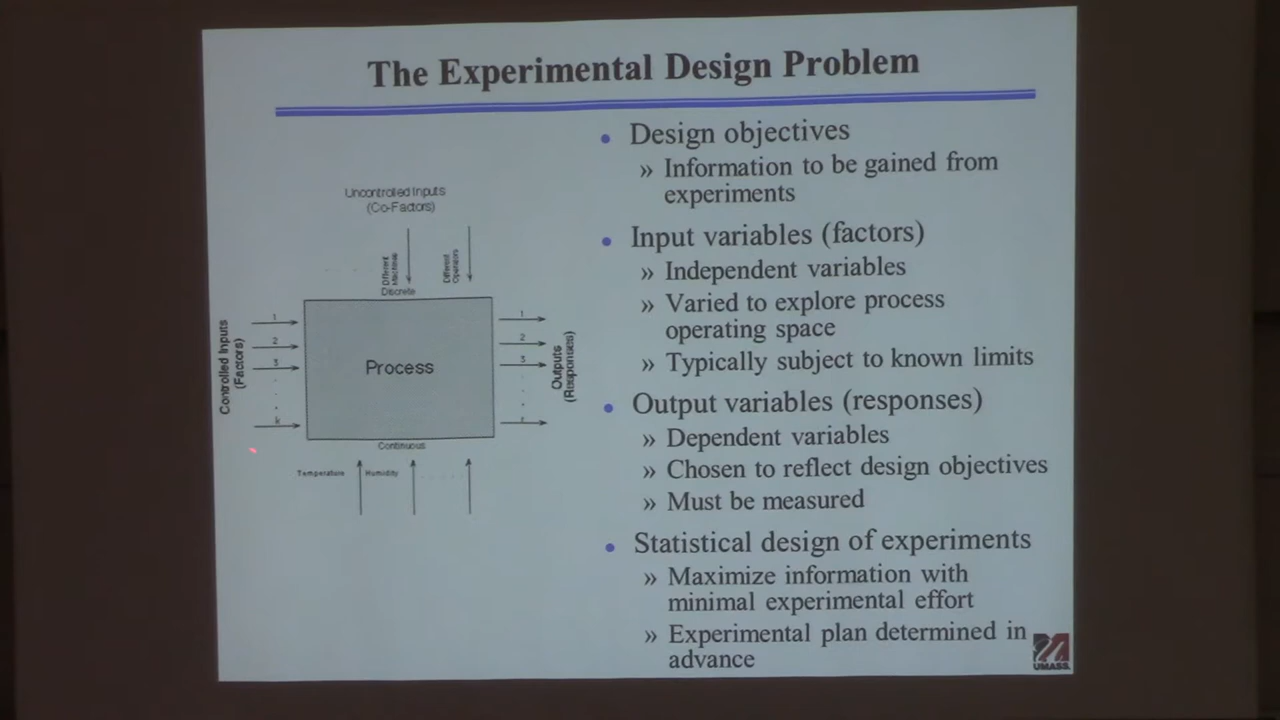 The Experimental Design Problem
Uncontrolled Inputs
(Co-Factors)
Different
Machines
Different
Operators
Discrete
Controlled Inputs
(Factors)
1
2
3
k
Process
1
2
3
Outputs
(Responses)
Continuous
Temperature
Humidity
• Design objectives
» Information to be gained from
experiments
• Input variables (factors)
» Independent variables
» Varied to explore process
operating space
» Typically subject to known limits
• Output variables (responses)
» Dependent variables
» Chosen to reflect design objectives
» Must be measured
• Statistical design of experiments
» Maximize information with
minimal experimental effort
» Experimental plan determined in
advance
UMASS